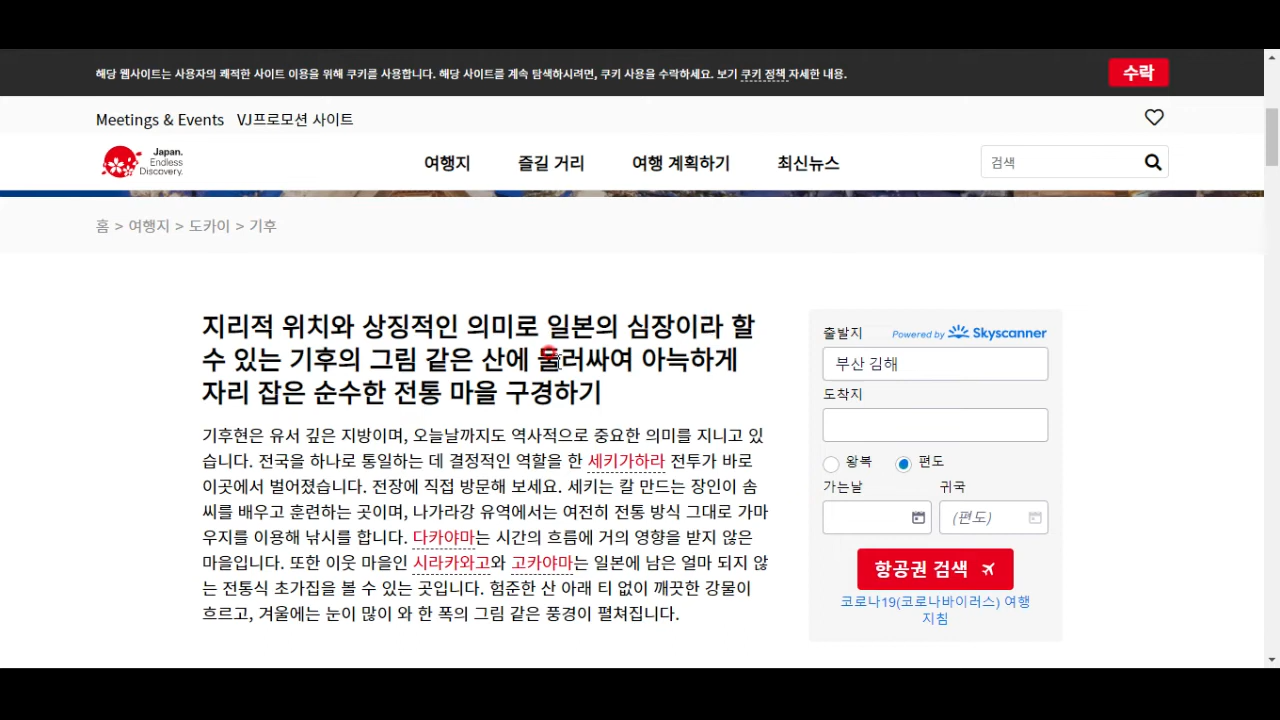 해당 웹사이트는 사용자의 쾌적한 사이트 이용을 위해 쿠키를 사용합니다. 해당 사이트를 계속 탐색하시려면, 쿠키 사용을 수락하세요. 보기 쿠키 정책 자세한 내용.
수락
Meetings & Events VJ프로모션 사이트
Japan.
Endless
Discovery.
여행지 즐길 거리 여행 계획하기 최신뉴스
검색
홈 > 여행지 > 도카이 > 기후
지리적 위치와 상징적인 의미로 일본의 심장이라 할
수 있는 기후의 그림 같은 산에 둘러싸여 아늑하게
자리 잡은 순수한 전통 마을 구경하기
기후현은 유서 깊은 지방이며, 오늘날까지도 역사적으로 중요한 의미를 지니고 있
습니다. 전국을 하나로 통일하는 데 결정적인 역할을 한 세키가하라 전투가 바로
이곳에서 벌어졌습니다. 전장에 직접 방문해 보세요. 세키는 칼 만드는 장인이 솜
씨를 배우고 훈련하는 곳이며, 나가라강 유역에서는 여전히 전통 방식 그대로 가마
우지를 이용해 낚시를 합니다. 다카야마는 시간의 흐름에 거의 영향을 받지 않은
마을입니다. 또한 이웃 마을인 시라카와고와 고카야마는 일본에 남은 얼마 되지 않
는 전통식 초가집을 볼 수 있는 곳입니다. 험준한 산 아래 티 없이 깨끗한 강물이
흐르고, 겨울에는 눈이 많이 와 한 폭의 그림 같은 풍경이 펼쳐집니다.
출발지 Powered by Skyscanner
부산 김해
도착지
왕복 편도
가는날 귀국
(편도)
항공권 검색
코로나19(코로나바이러스) 여행
지침